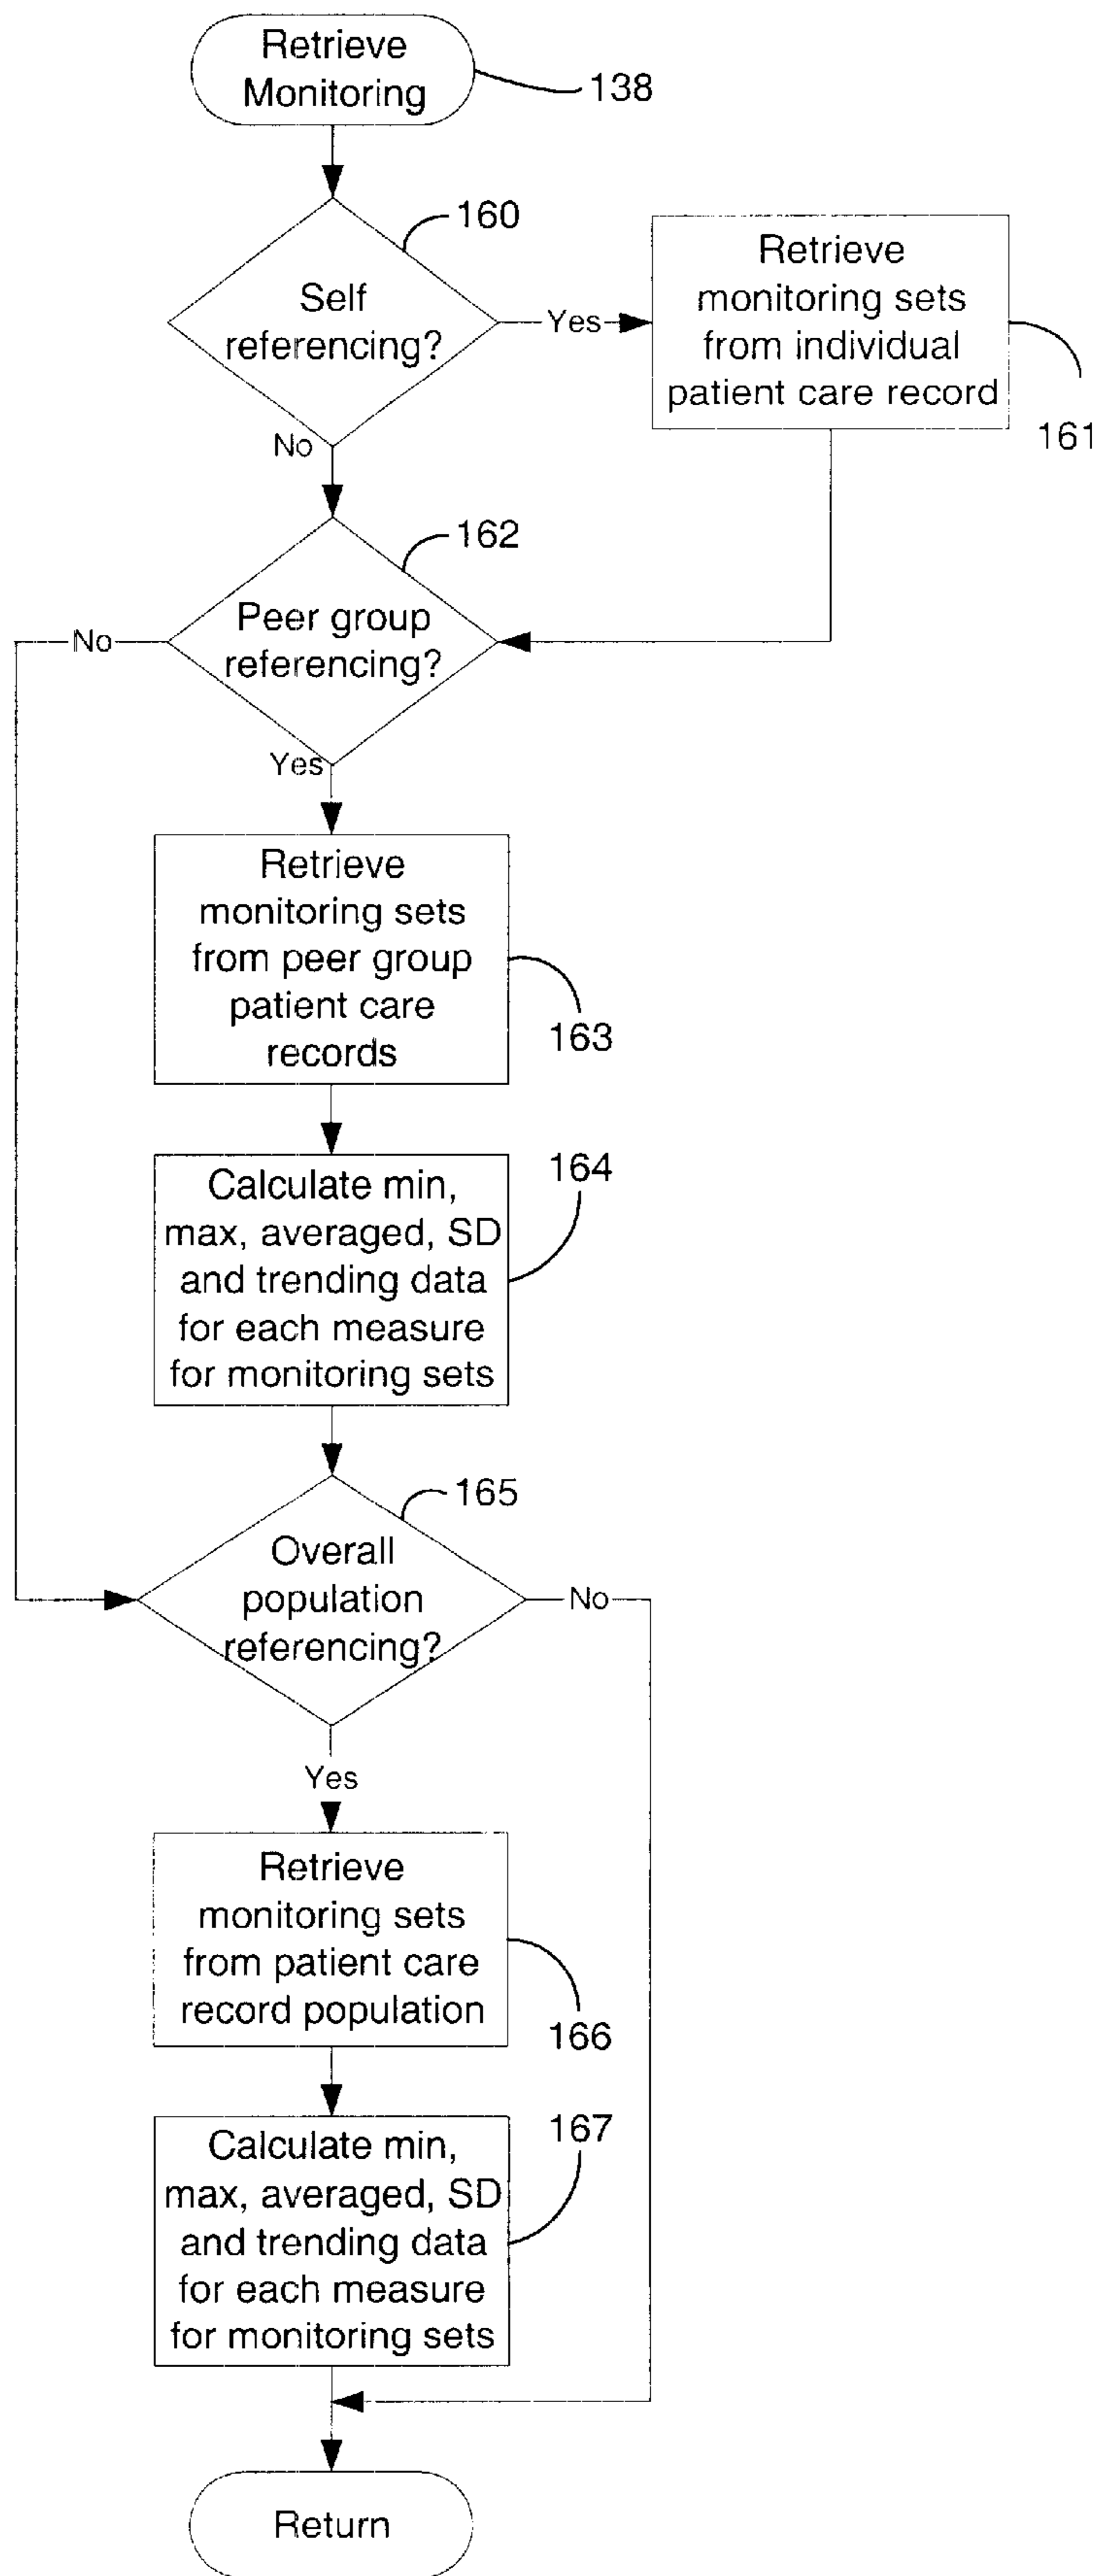 Retrieve
Monitoring
138
160
Self
referencing?
Yes
Retrieve
monitoring sets
from individual
patient care record
161
No
162
Peer group
referencing?
No
Yes
Retrieve
monitoring sets
from peer group
patient care
records
163
164
Calculate min,
max, averaged, SD
and trending data
for each measure
for monitoring sets
165
Overall
population
referencing?
No
Yes
Retrieve
monitoring sets
from patient care
record population
166
167
Calculate min,
max, averaged, SD
and trending data
for each measure
for monitoring sets
Return